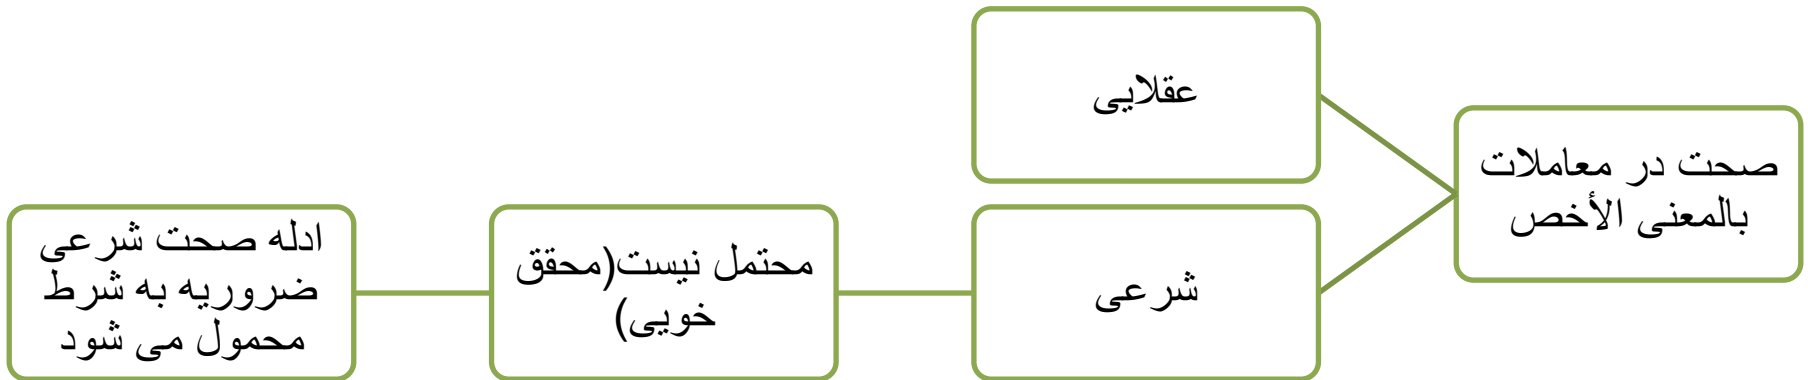 صحت در معاملات
بالمعنی الأخص
عقلایی
شرعی
محتمل نیست(محقق
خویی)
ادله صحت شرعی
ضروریه به شرط
محمول می شود